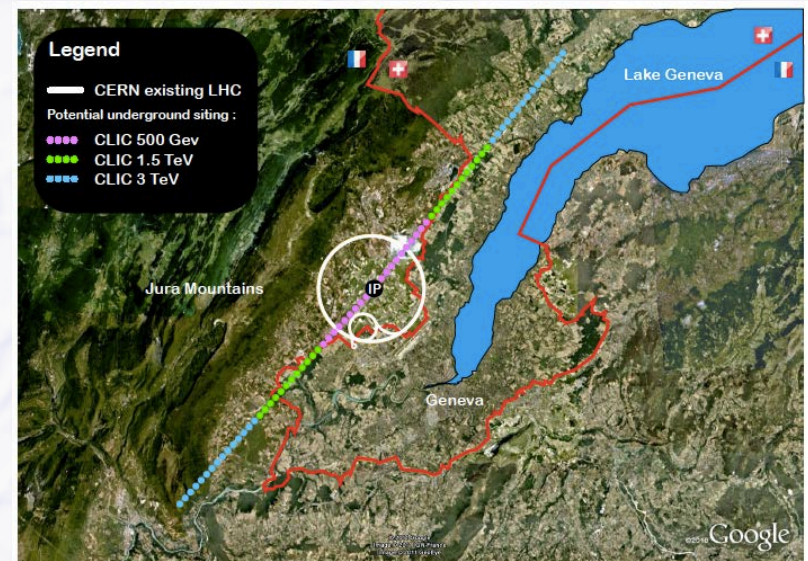 Legend
CERN existing LHC
Potential underground siting :
CLIC 500 Gev
CLIC 1.5 TeV
CLIC 3 TeV
Lake Geneva
Jura Mountains
IP
Geneva
©2010 Google